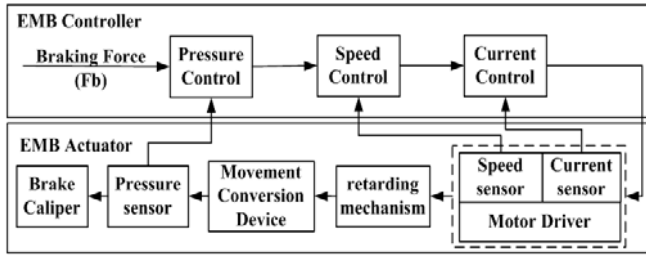 EMB Controller
Braking Force
(Fb)
Pressure
Control
Speed
Control
Current
Control
EMB Actuator
Brake
Caliper
Pressure
sensor
Movement
Conversion
Device
retarding
mechanism
Speed
sensor
Current
sensor
Motor Driver